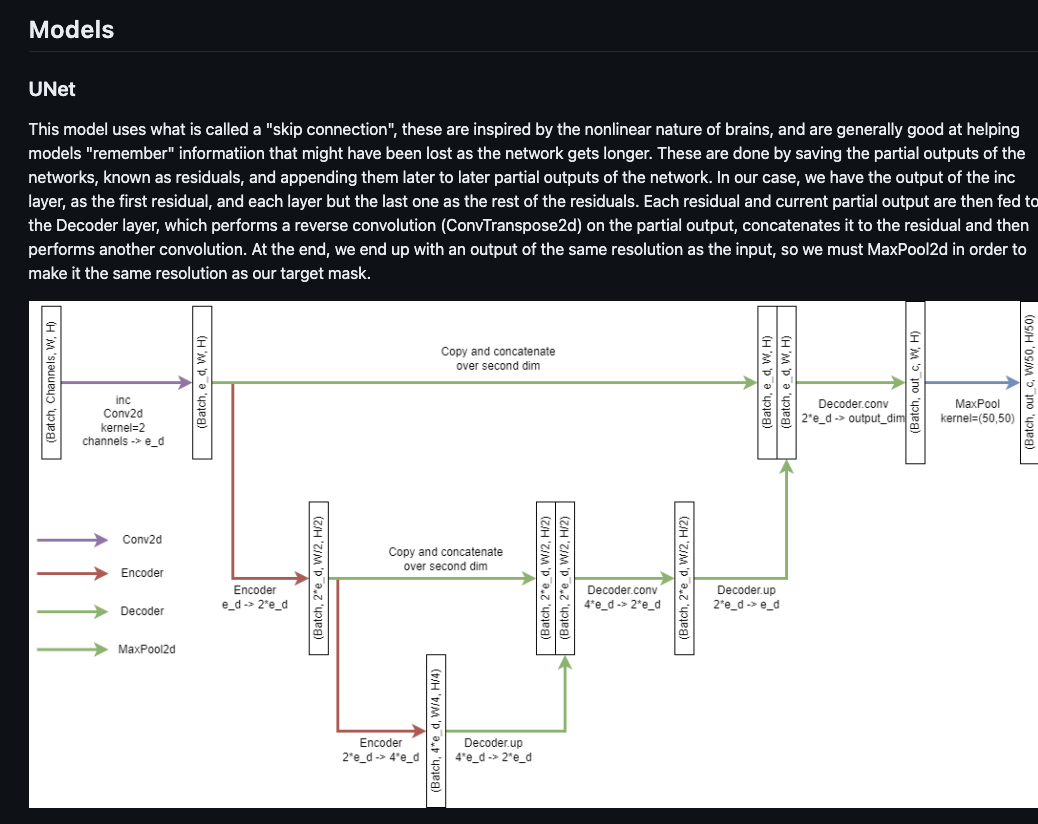 Models
UNet
This model uses what is called a "skip connection", these are inspired by the nonlinear nature of brains, and are generally good at helping
models "remember" informatiion that might have been lost as the network gets longer. These are done by saving the partial outputs of the
networks, known as residuals, and appending them later to later partial outputs of the network. In our case, we have the output of the inc
layer, as the first residual, and each layer but the last one as the rest of the residuals. Each residual and current partial output are then fed to
the Decoder layer, which performs a reverse convolution (ConvTranspose2d) on the partial output, concatenates it to the residual and then
performs another convolution. At the end, we end up with an output of the same resolution as the input, so we must MaxPool2d in order to
make it the same resolution as our target mask.
(Batch, Channels, W, H)
inc
Conv2d
kernel=2
channels -> e_d
(Batch, e_d, W, H)
Copy and concatenate
over second dim
(Batch, e_d, W, H)
(Batch, e_d, W, H)
Decoder.conv
2*e_d -> output_dim
(Batch, out_c, W, H)
MaxPool
kernel=(50,50)
(Batch, out_c, W/50, H/50)
Conv2d
Encoder
Decoder
MaxPool2d
Encoder
e_d -> 2*e_d
(Batch, 2*e_d, W/2, H/2)
Copy and concatenate
over second dim
(Batch, 2*e_d, W/2, H/2)
(Batch, 2*e_d, W/2, H/2)
Decoder.conv
4*e_d -> 2*e_d
(Batch, 2*e_d, W/2, H/2)
Decoder.up
2*e_d -> e_d
Encoder
2*e_d -> 4*e_d
(Batch, 4*e_d, W/4, H/4)
Decoder.up
4*e_d -> 2*e_d